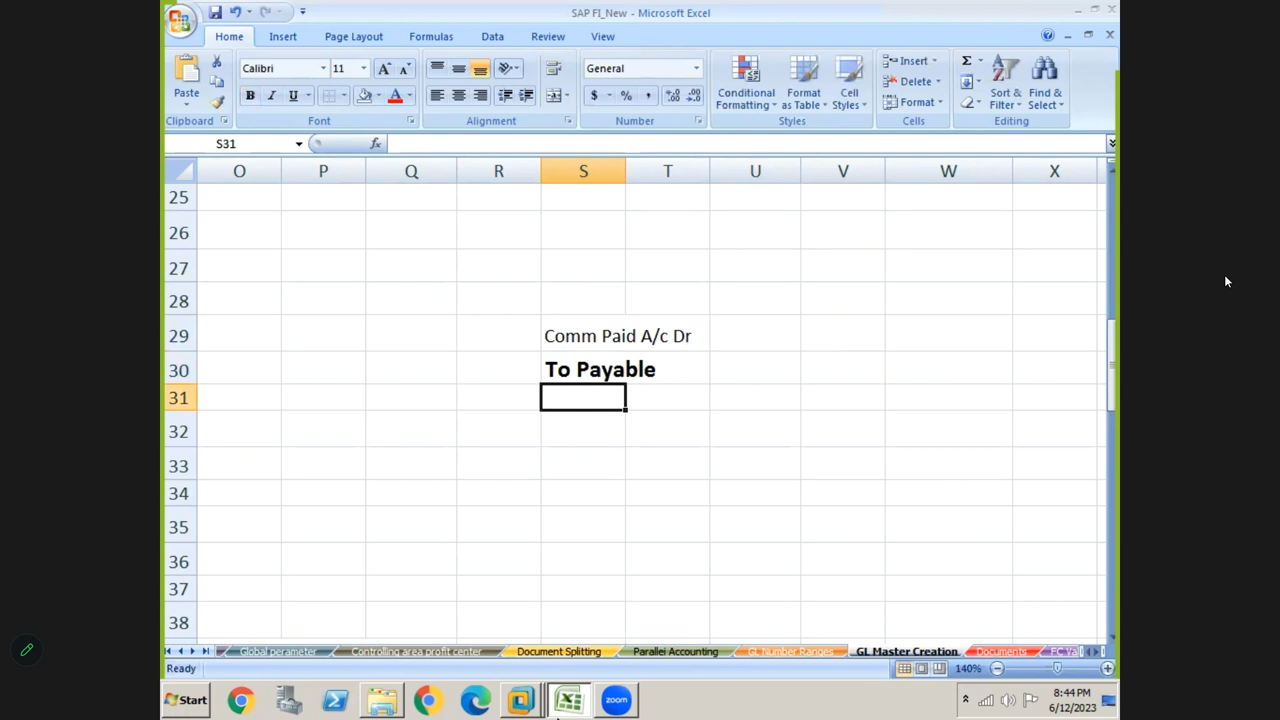 SAP FI_New - Microsoft Excel
Home Insert Page Layout Formulas Data Review View
Calibri 11 General Insert Σ
Paste B I U $ % , Conditional Formatting Format as Table Cell Styles Delete Format Sort & Filter Find & Select
Clipboard Font Alignment Number Styles Cells Editing
S31 fx
O P Q R S T U V W X
25
26
27
28
29 Comm Paid A/c Dr
30 To Payable
31
32
33
34
35
36
37
38
Global perameter Controlling area profit center Document Splitting Parallel Accounting GL Number Ranges GL Master Creation Documents FC Va
Ready 140%
Start zoom 8:44 PM
6/12/2023